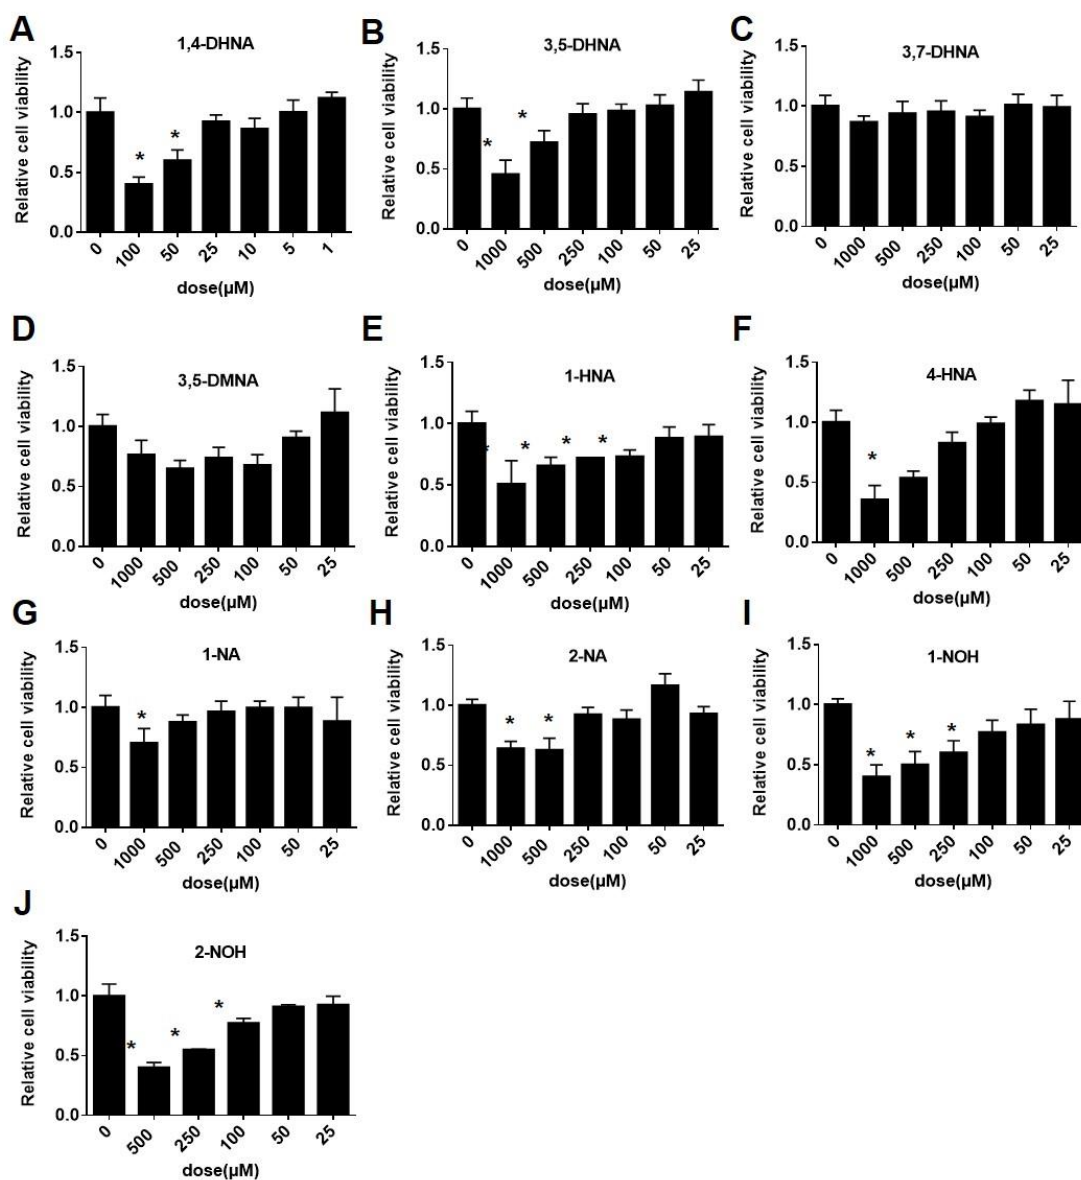 A
1,4-DHNA
Relative cell viability
1.5
1.0
0.5
0.0
* *
0 100 50 25 10 5 1
dose(µM)
B
3,5-DHNA
Relative cell viability
1.5
1.0
0.5
0.0
* *
0 1000 500 250 100 50 25
dose(µM)
C
3,7-DHNA
Relative cell viability
1.5
1.0
0.5
0.0
0 1000 500 250 100 50 25
dose(µM)
D
3,5-DMNA
Relative cell viability
1.5
1.0
0.5
0.0
0 1000 500 250 100 50 25
dose(µM)
E
1-HNA
Relative cell viability
1.5
1.0
0.5
0.0
* * * *
0 1000 500 250 100 50 25
dose(µM)
F
4-HNA
Relative cell viability
1.5
1.0
0.5
0.0
*
0 1000 500 250 100 50 25
dose(µM)
G
1-NA
Relative cell viability
1.5
1.0
0.5
0.0
*
0 1000 500 250 100 50 25
dose(µM)
H
2-NA
Relative cell viability
1.5
1.0
0.5
0.0
* *
0 1000 500 250 100 50 25
dose(µM)
I
1-NOH
Relative cell viability
1.5
1.0
0.5
0.0
* * *
0 1000 500 250 100 50 25
dose(µM)
J
2-NOH
Relative cell viability
1.5
1.0
0.5
0.0
* * *
0 500 250 100 50 25
dose(µM)